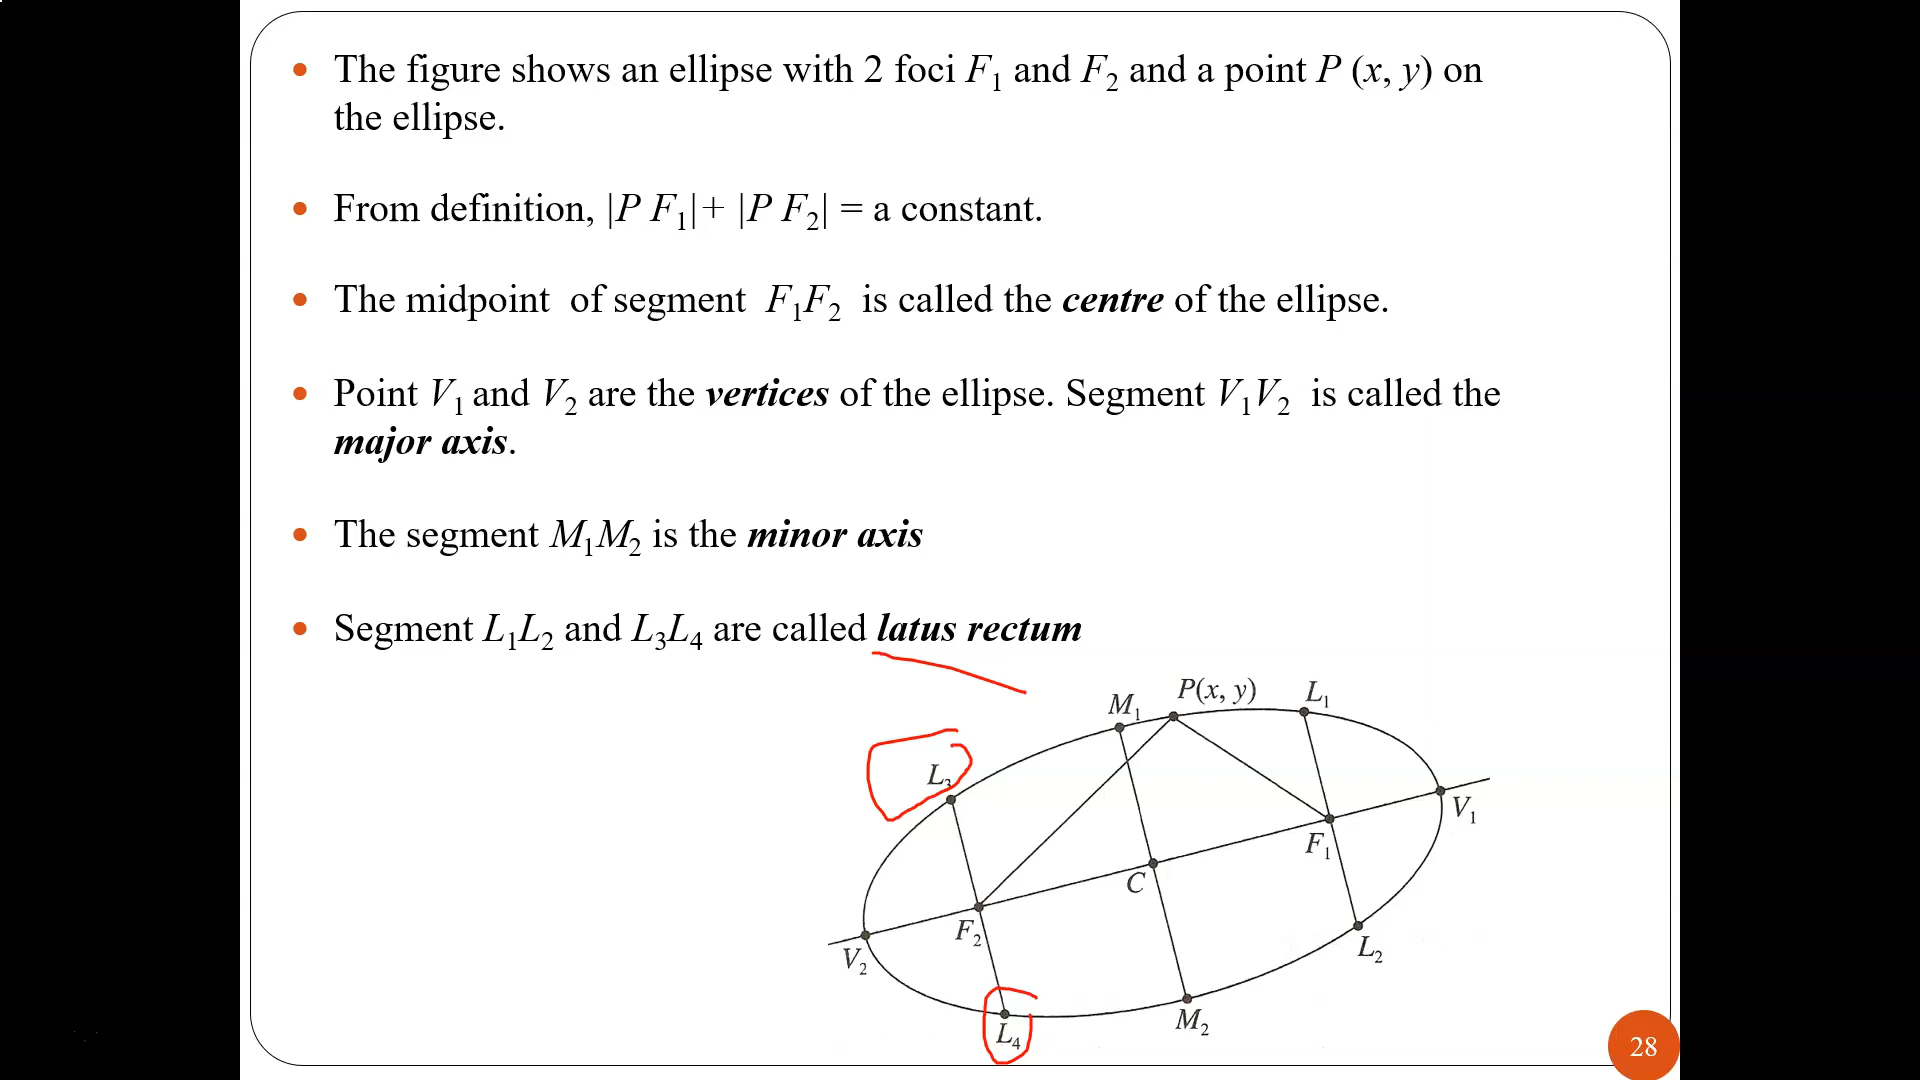 • The figure shows an ellipse with 2 foci F₁ and F₂ and a point P (x, y) on
the ellipse.
• From definition, |P F₁|+ |P F₂| = a constant.
• The midpoint of segment F₁F₂ is called the centre of the ellipse.
• Point V₁ and V₂ are the vertices of the ellipse. Segment V₁V₂ is called the
major axis.
• The segment M₁M₂ is the minor axis
• Segment L₁L₂ and L₃L₄ are called latus rectum
M₁
P(x, y)
L₁
L₃
V₁
F₁
C
F₂
L₂
V₂
M₂
L₄
28